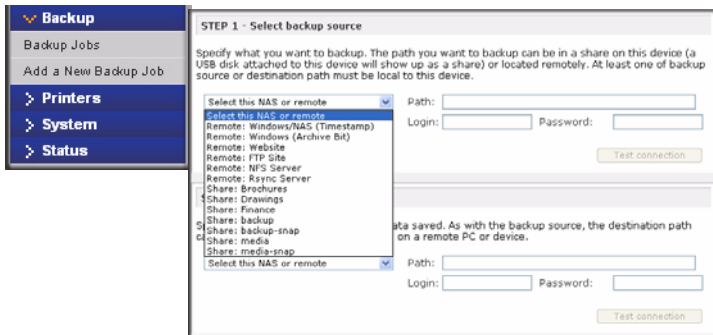 Backup
Backup Jobs
Add a New Backup Job
Printers
System
Status
STEP 1 - Select backup source
Specify what you want to backup. The path you want to backup can be in a share on this device (a
USB disk attached to this device will show up as a share) or located remotely. At least one of backup
source or destination path must be local to this device.
Select this NAS or remote
Path:
Login:
Password:
Test connection
Select this NAS or remote
Remote: Windows/NAS (Timestamp)
Remote: Windows (Archive Bit)
Remote: Website
Remote: FTP Site
Remote: NFS Server
Remote: Rsync Server
Share: Brochures
Share: Drawings
Share: Finance
Share: backup
Share: backup-snap
Share: media
Share: media-snap
ata saved. As with the backup source, the destination path
on a remote PC or device.
Select this NAS or remote
Path:
Login:
Password:
Test connection